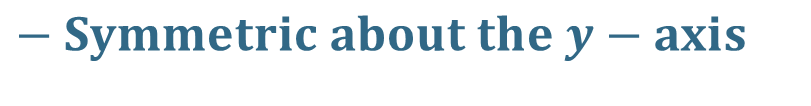 − Symmetric about the y − axis